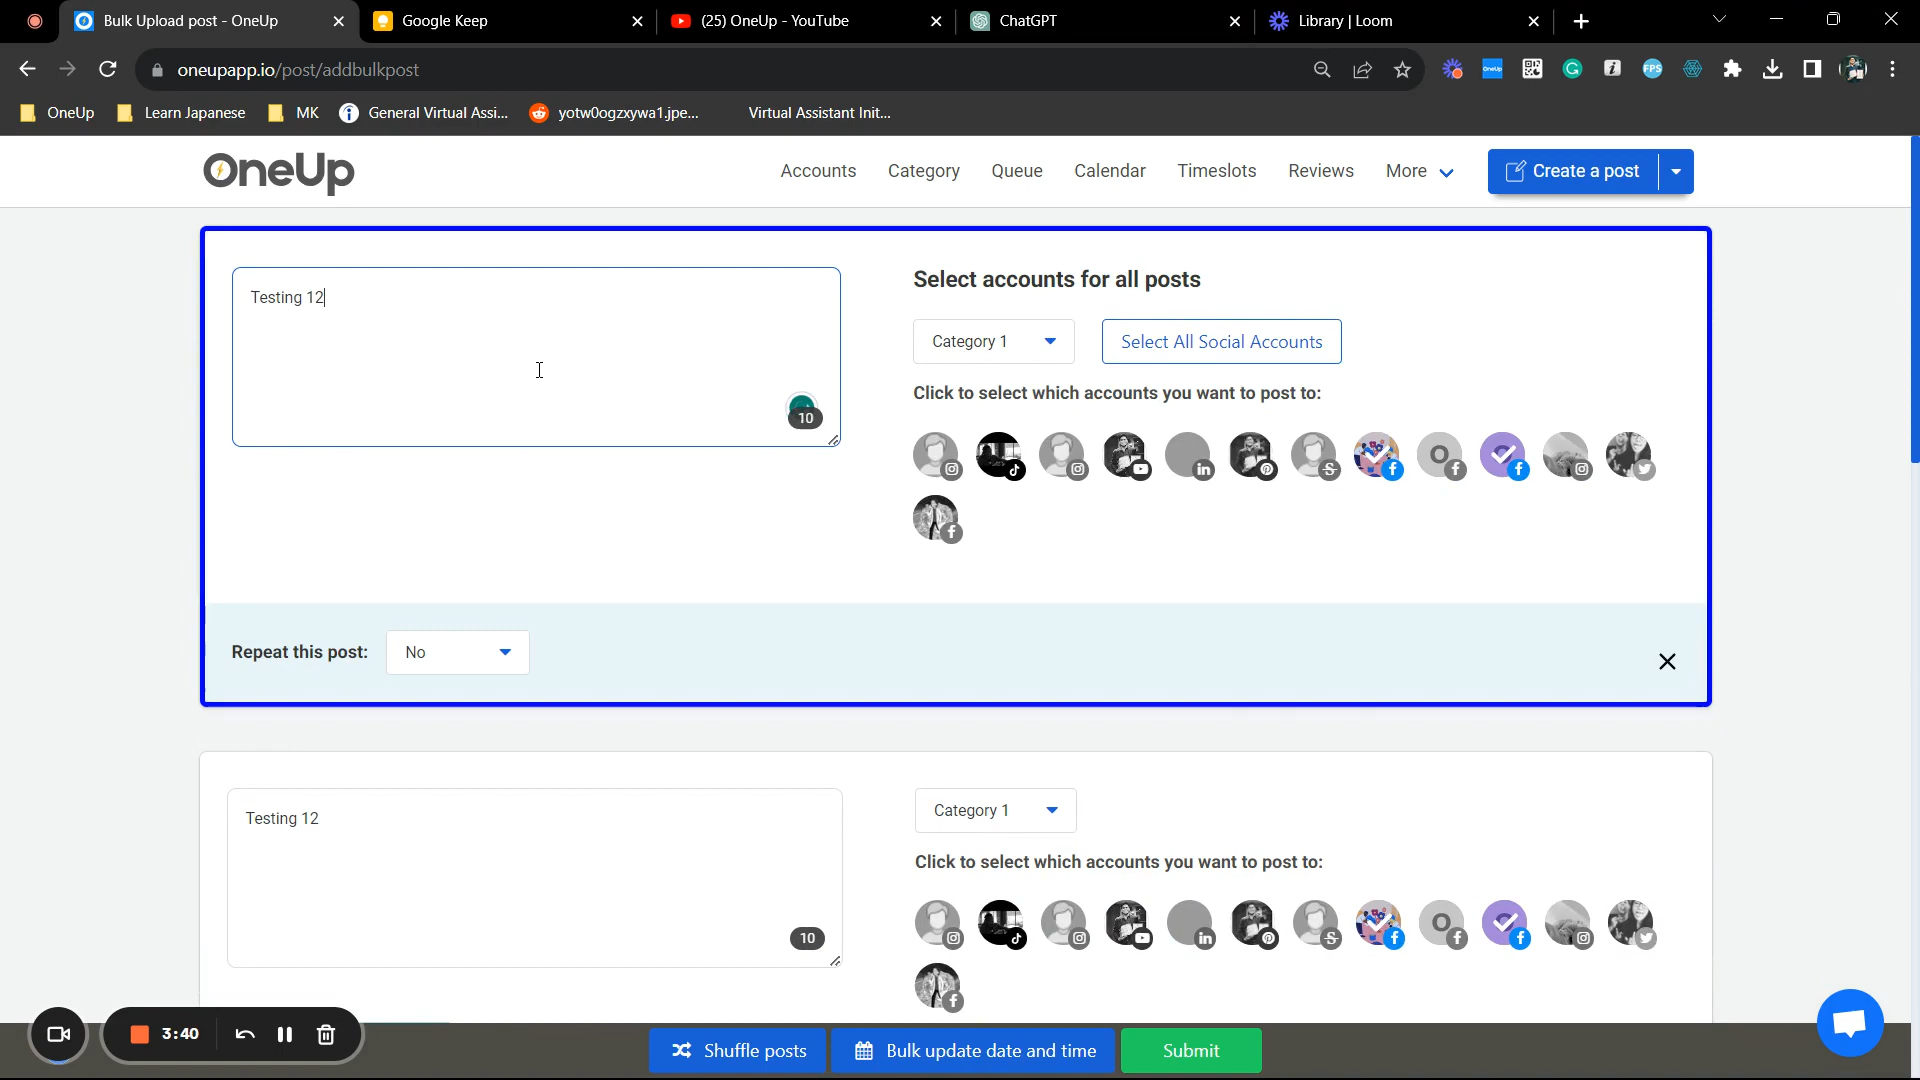 Bulk Upload post - OneUp
Google Keep
(25) OneUp - YouTube
ChatGPT
Library | Loom
oneupapp.io/post/addbulkpost
OneUp
Learn Japanese
MK
General Virtual Assi...
yotw0ogzxywa1.jpe...
Virtual Assistant Init...
OneUp
Accounts
Category
Queue
Calendar
Timeslots
Reviews
More
Create a post
Testing 12
10
Select accounts for all posts
Category 1
Select All Social Accounts
Click to select which accounts you want to post to:
Repeat this post:
No
Testing 12
10
Category 1
Click to select which accounts you want to post to:
3:40
Shuffle posts
Bulk update date and time
Submit